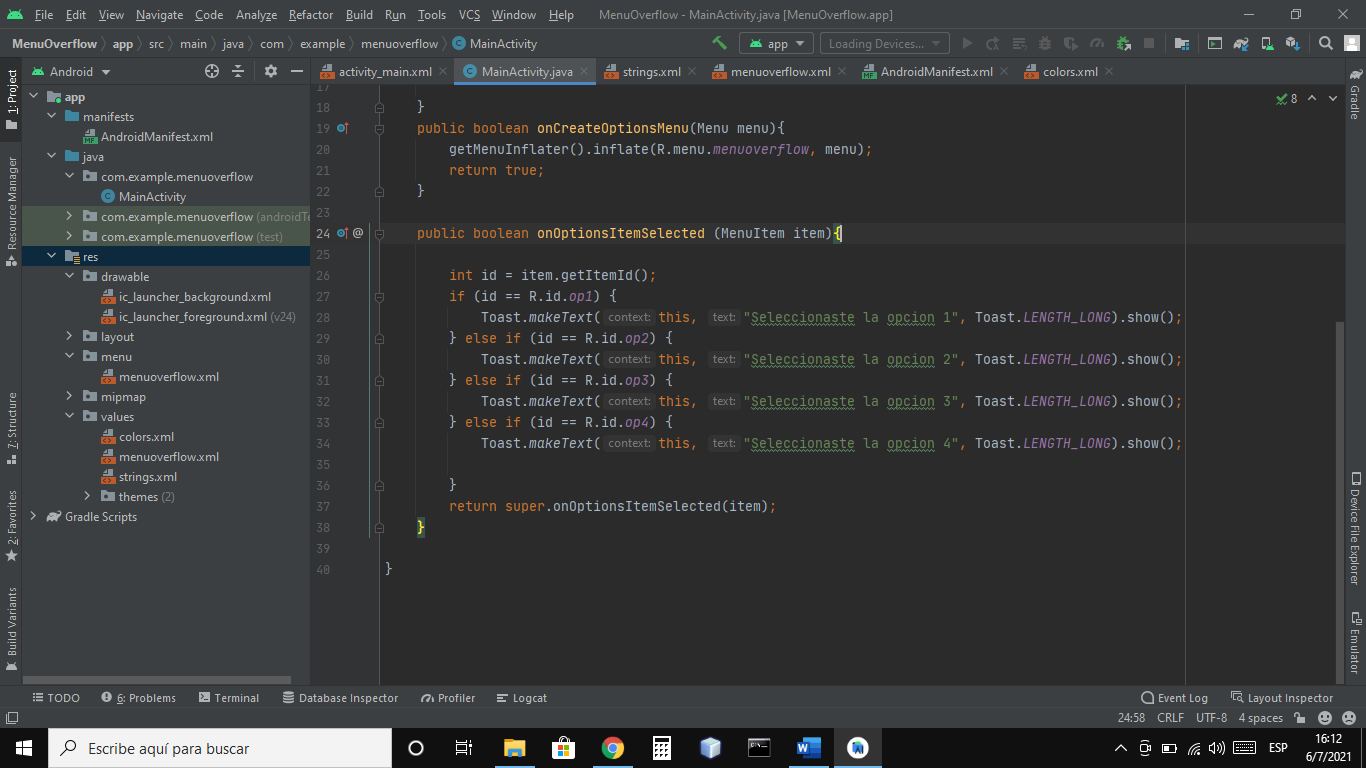 File Edit View Navigate Code Analyze Refactor Build Run Tools VCS Window Help MenuOverflow - MainActivity.java [MenuOverflow.app]
MenuOverflow app src main java com example menuoverflow MainActivity app Loading Devices...
Android
activity_main.xml MainActivity.java strings.xml menuoverflow.xml AndroidManifest.xml colors.xml
1: Project
Resource Manager
7: Structure
2: Favorites
Build Variants
app
manifests
AndroidManifest.xml
java
com.example.menuoverflow
MainActivity
com.example.menuoverflow (androidTe
com.example.menuoverflow (test)
res
drawable
ic_launcher_background.xml
ic_launcher_foreground.xml (v24)
layout
menu
menuoverflow.xml
mipmap
values
colors.xml
menuoverflow.xml
strings.xml
themes (2)
Gradle Scripts
8
17
18 }
19 public boolean onCreateOptionsMenu(Menu menu){
20 getMenuInflater().inflate(R.menu.menuoverflow, menu);
21 return true;
22 }
23
24 @ public boolean onOptionsItemSelected (MenuItem item){
25
26 int id = item.getItemId();
27 if (id == R.id.op1) {
28 Toast.makeText( context: this, text: "Seleccionaste la opcion 1", Toast.LENGTH_LONG).show();
29 } else if (id == R.id.op2) {
30 Toast.makeText( context: this, text: "Seleccionaste la opcion 2", Toast.LENGTH_LONG).show();
31 } else if (id == R.id.op3) {
32 Toast.makeText( context: this, text: "Seleccionaste la opcion 3", Toast.LENGTH_LONG).show();
33 } else if (id == R.id.op4) {
34 Toast.makeText( context: this, text: "Seleccionaste la opcion 4", Toast.LENGTH_LONG).show();
35
36 }
37 return super.onOptionsItemSelected(item);
38 }
39
40 }
Gradle
Device File Explorer
Emulator
TODO 6: Problems Terminal Database Inspector Profiler Logcat Event Log Layout Inspector
24:58 CRLF UTF-8 4 spaces
Escribe aquí para buscar
ESP
16:12
6/7/2021